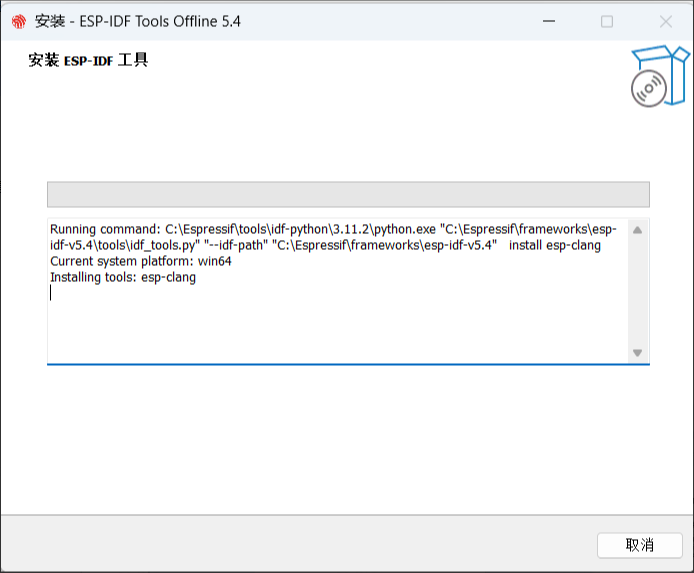 安装 - ESP-IDF Tools Offline 5.4
安装 ESP-IDF 工具
Running command: C:\Espressif\tools\idf-python\3.11.2\python.exe "C:\Espressif\frameworks\esp-
idf-v5.4\tools\idf_tools.py" "--idf-path" "C:\Espressif\frameworks\esp-idf-v5.4"   install esp-clang
Current system platform: win64
Installing tools: esp-clang
取消